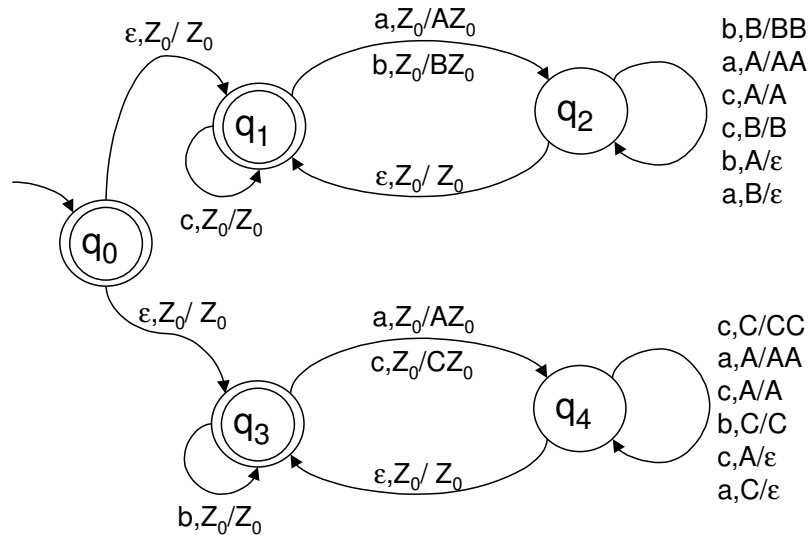 ε,Z₀/ Z₀
a,Z₀/AZ₀
b,Z₀/BZ₀
q₁
q₂
b,B/BB
a,A/AA
c,A/A
c,B/B
b,A/ε
a,B/ε
ε,Z₀/ Z₀
c,Z₀/Z₀
q₀
ε,Z₀/ Z₀
a,Z₀/AZ₀
c,Z₀/CZ₀
q₃
q₄
c,C/CC
a,A/AA
c,A/A
b,C/C
c,A/ε
a,C/ε
ε,Z₀/ Z₀
b,Z₀/Z₀